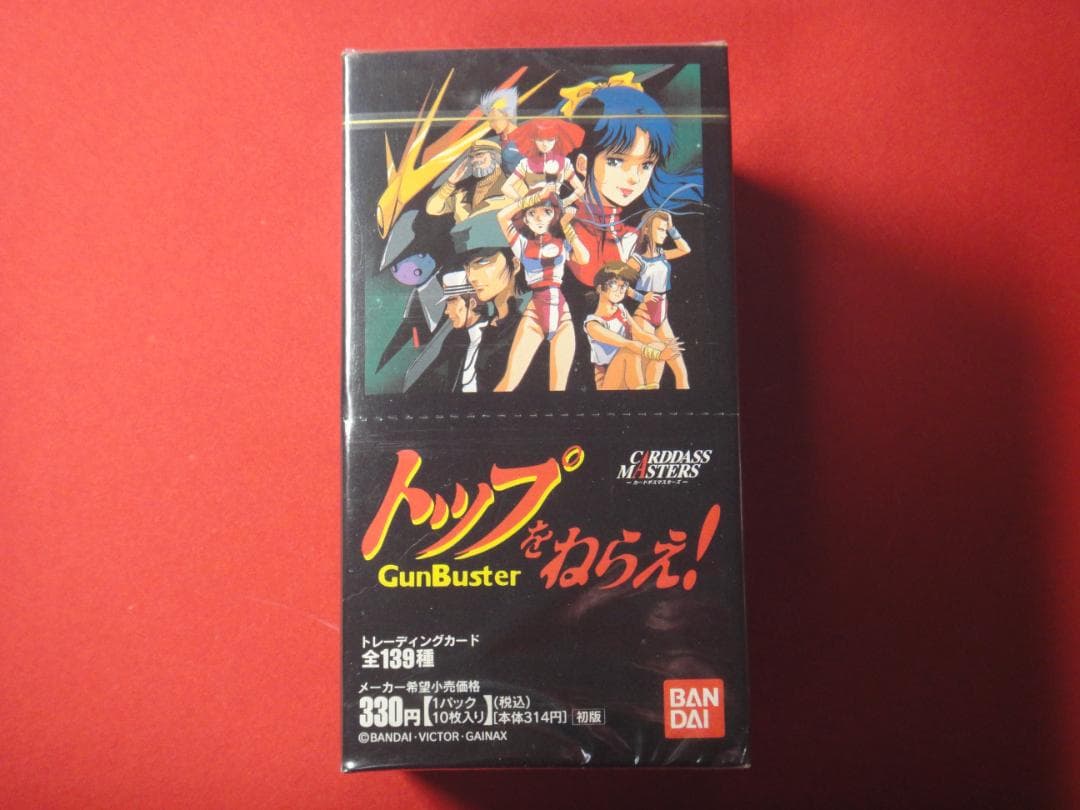 CARDDASS
MASTERS
ーカードダスマスターズー
トップをねらえ!
GunBuster
トレーディングカード
全139種
メーカー希望小売価格
330円【1パック10枚入り】(税込)[本体314円] 初版
©BANDAI・VICTOR・GAINAX
BAN
DAI